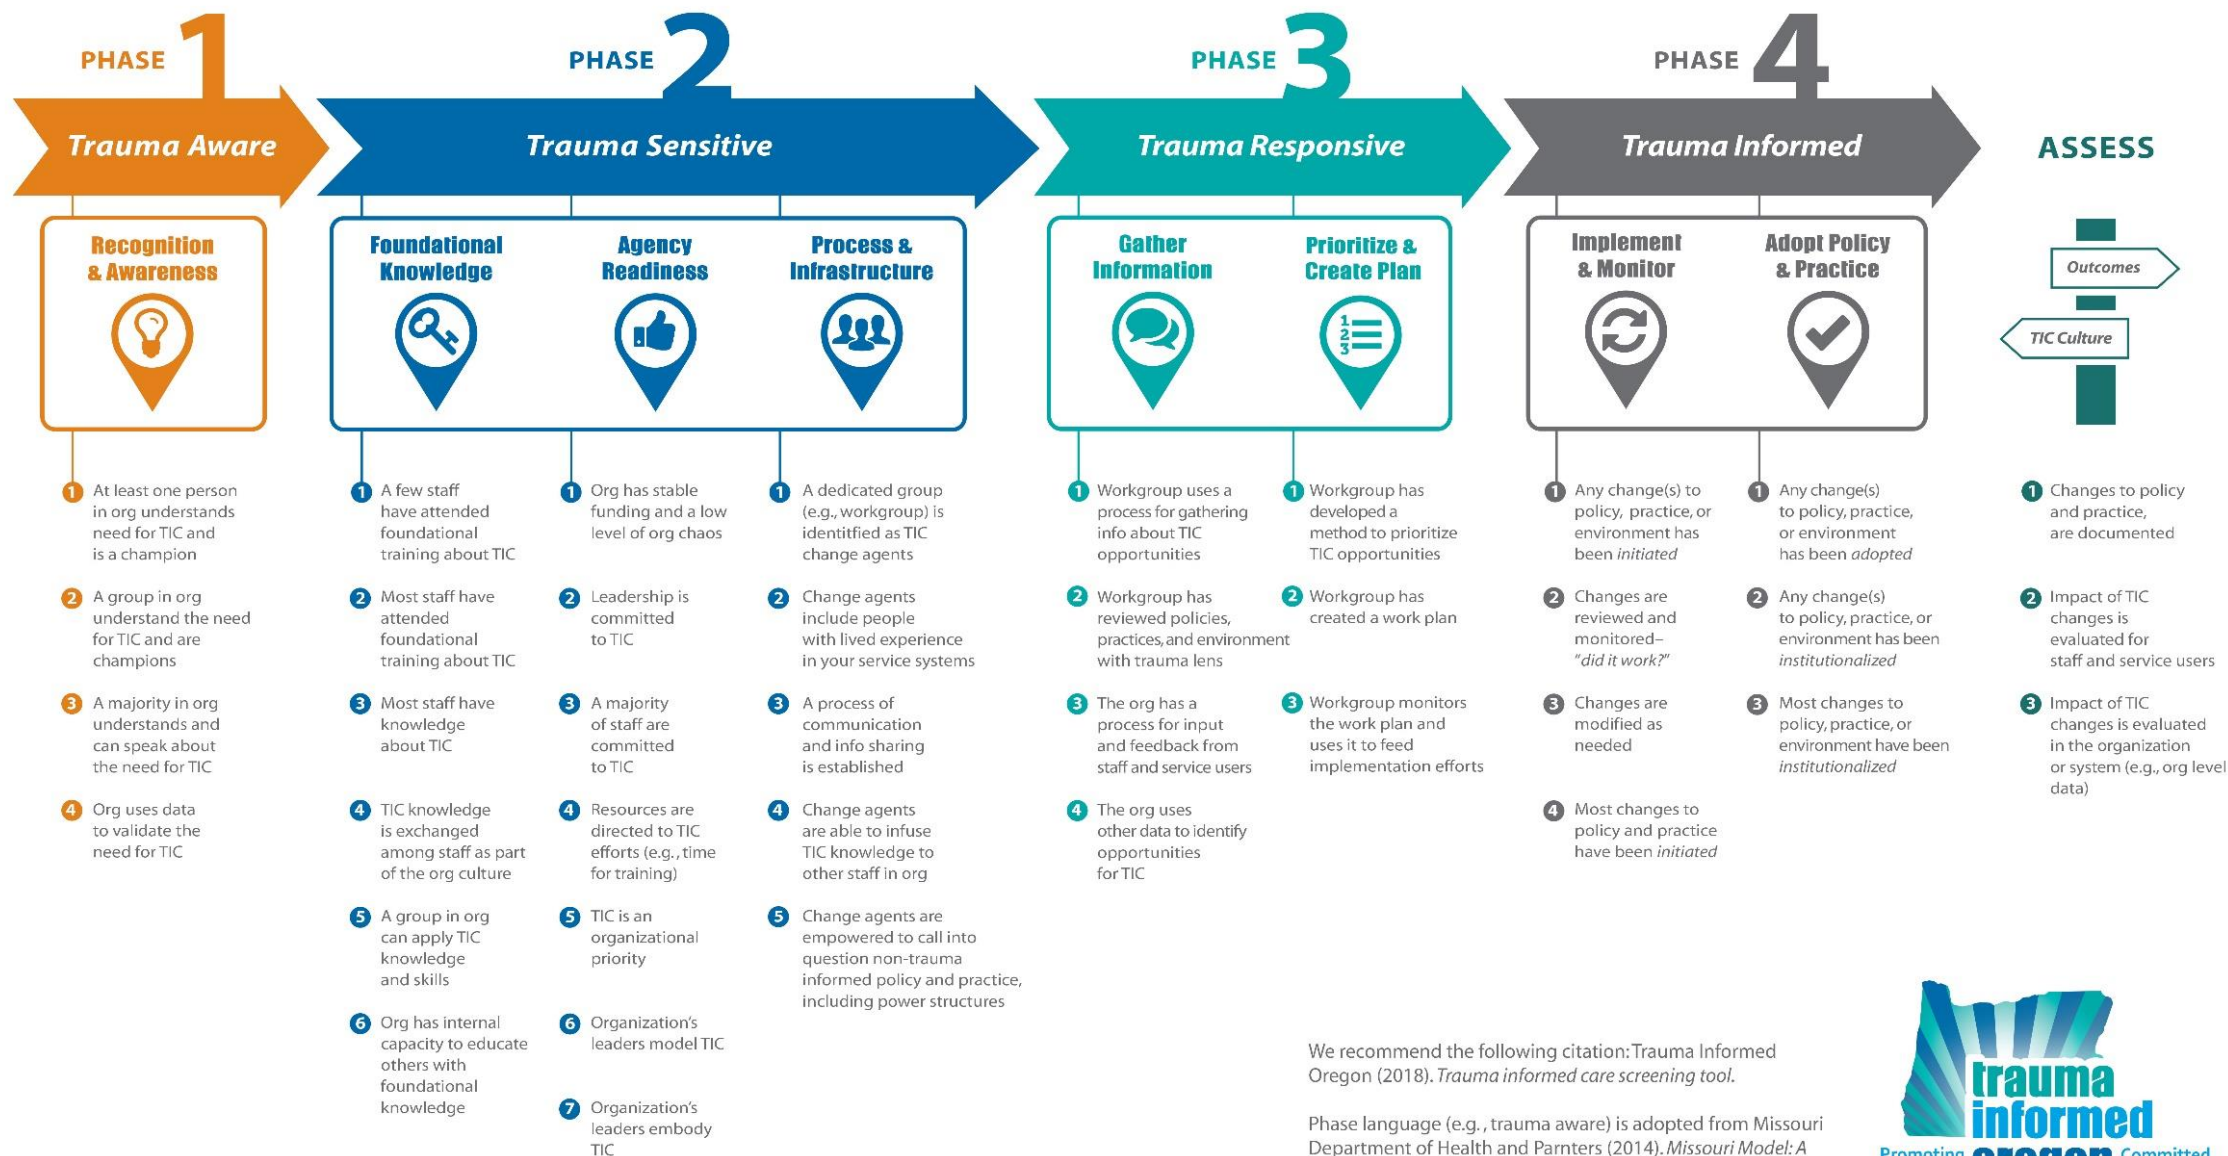 PHASE 1
Trauma Aware
Recognition
& Awareness
1 At least one person
in org understands
need for TIC and
is a champion
2 A group in org
understand the need
for TIC and are
champions
3 A majority in org
understands and
can speak about
the need for TIC
4 Org uses data
to validate the
need for TIC
PHASE 2
Trauma Sensitive
Foundational
Knowledge
1 A few staff
have attended
foundational
training about TIC
2 Most staff have
attended
foundational
training about TIC
3 Most staff have
knowledge
about TIC
4 TIC knowledge
is exchanged
among staff as part
of the org culture
5 A group in org
can apply TIC
knowledge
and skills
6 Org has internal
capacity to educate
others with
foundational
knowledge
Agency
Readiness
1 Org has stable
funding and a low
level of org chaos
2 Leadership is
committed
to TIC
3 A majority
of staff are
committed
to TIC
4 Resources are
directed to TIC
efforts (e.g., time
for training)
5 TIC is an
organizational
priority
6 Organization's
leaders model TIC
7 Organization's
leaders embody
TIC
Process &
Infrastructure
1 A dedicated group
(e.g., workgroup) is
identitfied as TIC
change agents
2 Change agents
include people
with lived experience
in your service systems
3 A process of
communication
and info sharing
is established
4 Change agents
are able to infuse
TIC knowledge to
other staff in org
5 Change agents are
empowered to call into
question non-trauma
informed policy and practice,
including power structures
PHASE 3
Trauma Responsive
Gather
Information
1 Workgroup uses a
process for gathering
info about TIC
opportunities
2 Workgroup has
reviewed policies,
practices, and environment
with trauma lens
3 The org has a
process for input
and feedback from
staff and service users
4 The org uses
other data to identify
opportunities
for TIC
Prioritize &
Create Plan
1
2
3
1 Workgroup has
developed a
method to prioritize
TIC opportunities
2 Workgroup has
created a work plan
3 Workgroup monitors
the work plan and
uses it to feed
implementation efforts
PHASE 4
Trauma Informed
Implement
& Monitor
1 Any change(s) to
policy, practice, or
environment has
been initiated
2 Changes are
reviewed and
monitored–
"did it work?"
3 Changes are
modified as
needed
4 Most changes to
policy and practice
have been initiated
Adopt Policy
& Practice
1 Any change(s)
to policy, practice,
or environment
has been adopted
2 Any change(s)
to policy, practice, or
environment has been
institutionalized
3 Most changes to
policy, practice, or
environment have been
institutionalized
ASSESS
Outcomes
TIC Culture
1 Changes to policy
and practice,
are documented
2 Impact of TIC
changes is
evaluated for
staff and service users
3 Impact of TIC
changes is evaluated
in the organization
or system (e.g., org level
data)
We recommend the following citation: Trauma Informed
Oregon (2018). Trauma informed care screening tool.
Phase language (e.g., trauma aware) is adopted from Missouri
Department of Health and Parnters (2014). Missouri Model: A
trauma
informed
Promoting oregon Committed